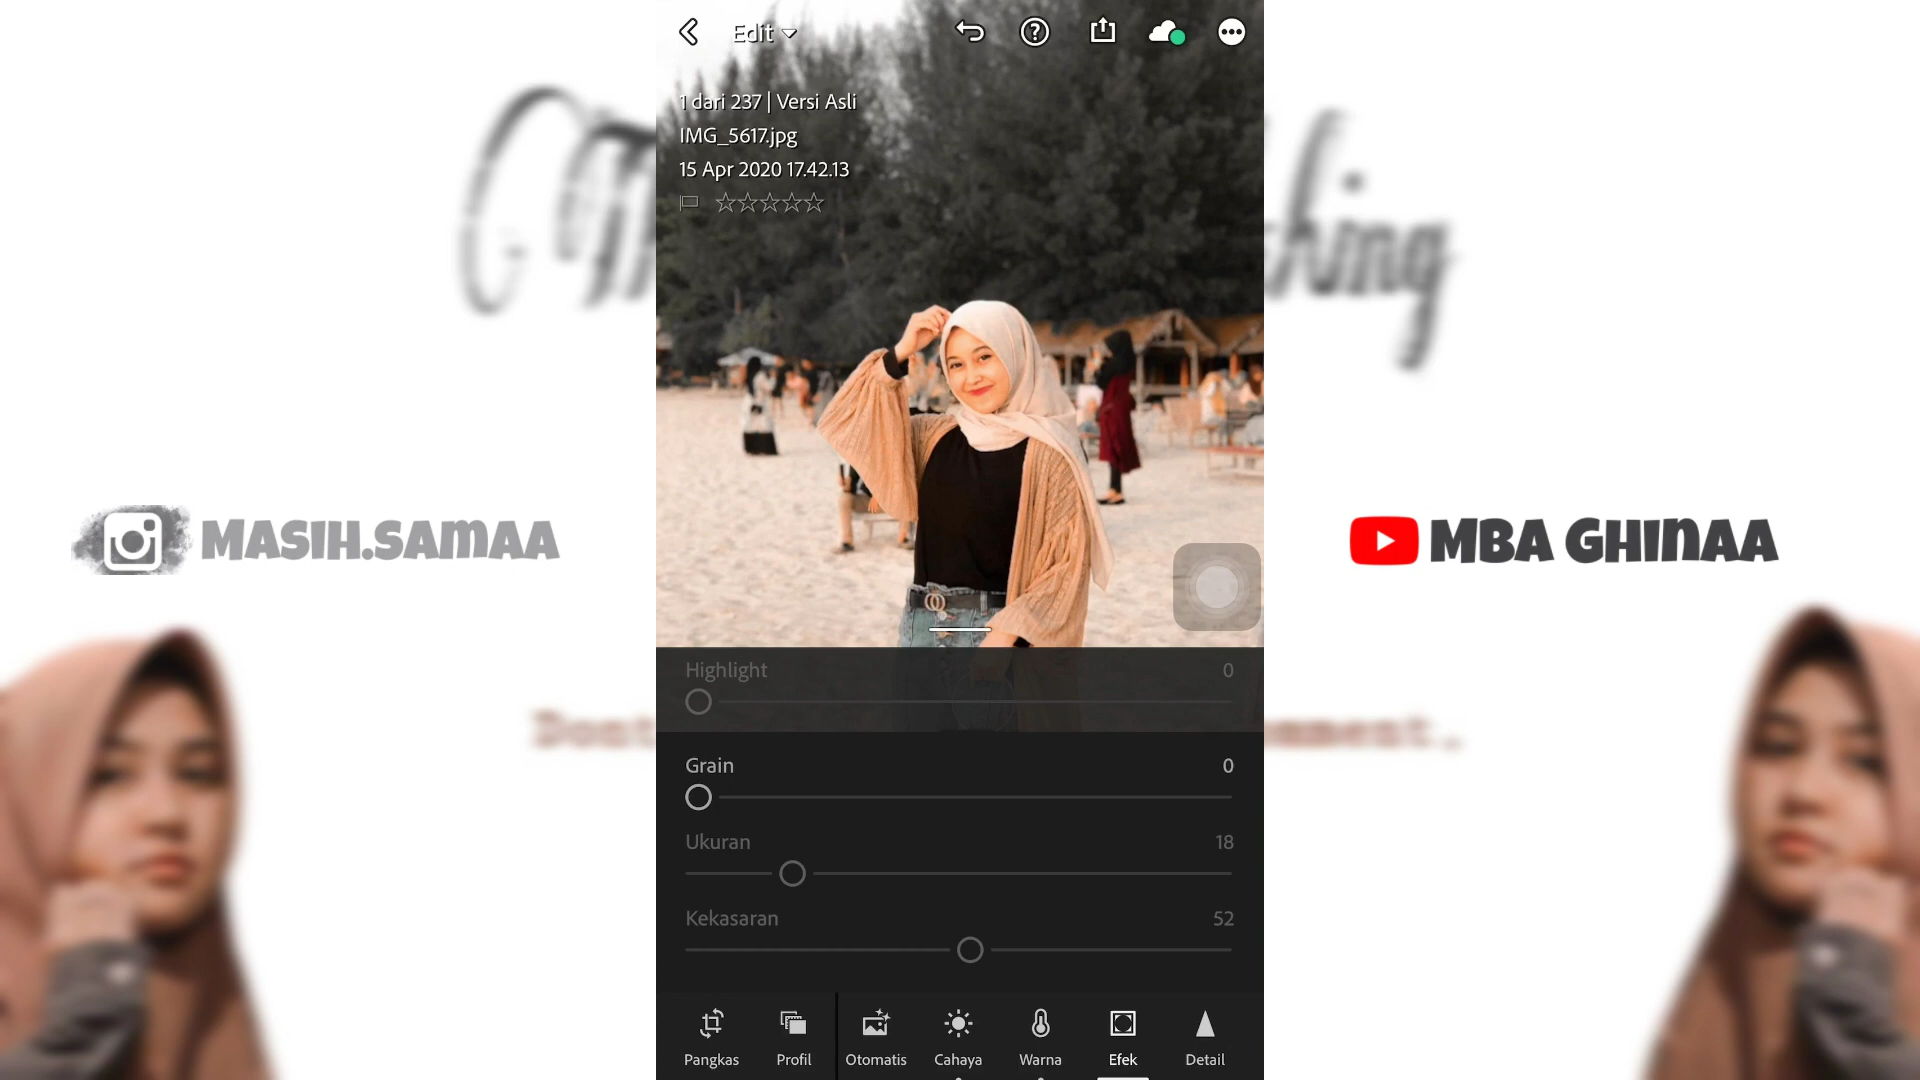 Edit
1 dari 237 | Versi Asli
IMG_5617.jpg
15 Apr 2020 17.42.13
MASIH.SAMAA
MBA GHINAA
Highlight 0
Grain 0
Ukuran 18
Kekasaran 52
Pangkas Profil Otomatis Cahaya Warna Efek Detail